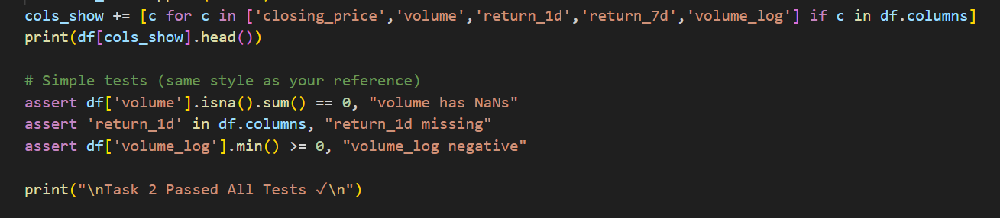 cols_show += [c for c in ['closing_price','volume','return_1d','return_7d','volume_log'] if c in df.columns]
print(df[cols_show].head())
# Simple tests (same style as your reference)
assert df['volume'].isna().sum() == 0, "volume has NaNs"
assert 'return_1d' in df.columns, "return_1d missing"
assert df['volume_log'].min() >= 0, "volume_log negative"
print("\nTask 2 Passed All Tests ✓\n")